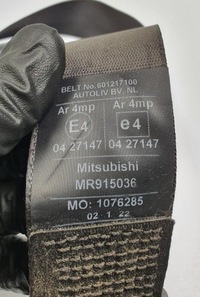 BELT No.601217100
AUTOLIV BV. NL
Ar 4mp Ar 4mp
E4 e4
04 27147 04 27147
Mitsubishi
MR915036
MO: 1076285
02 1 22